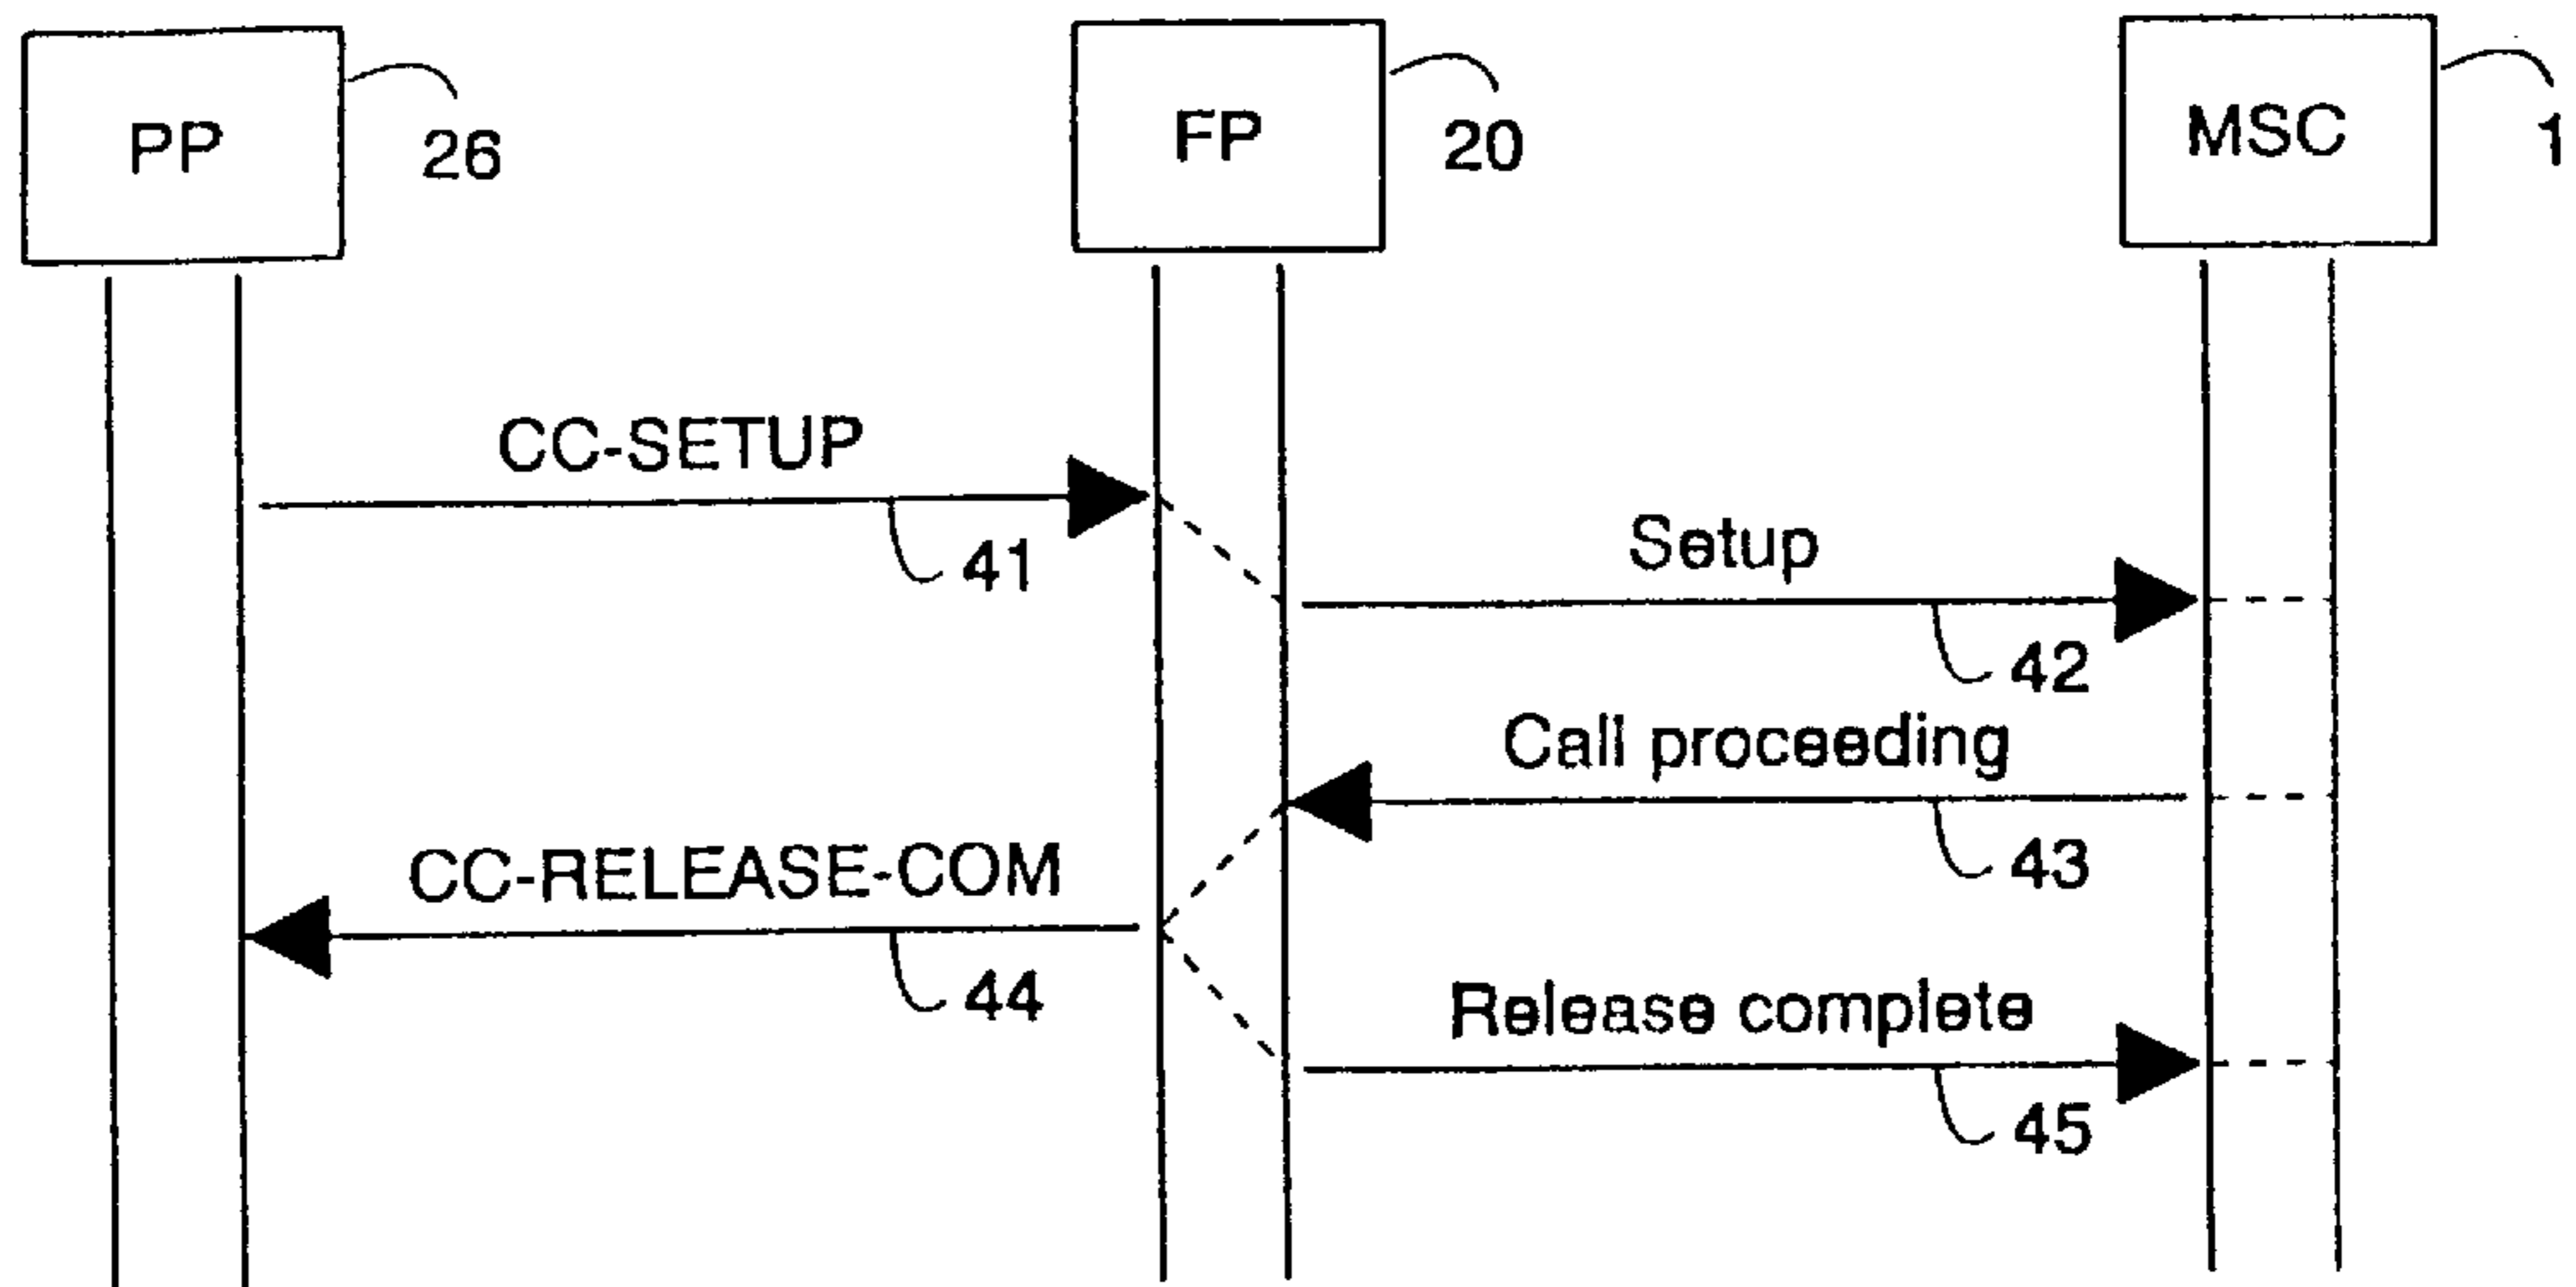 PP
26
FP
20
MSC
1
CC-SETUP
41
Setup
42
Call proceeding
43
CC-RELEASE-COM
44
Release complete
45